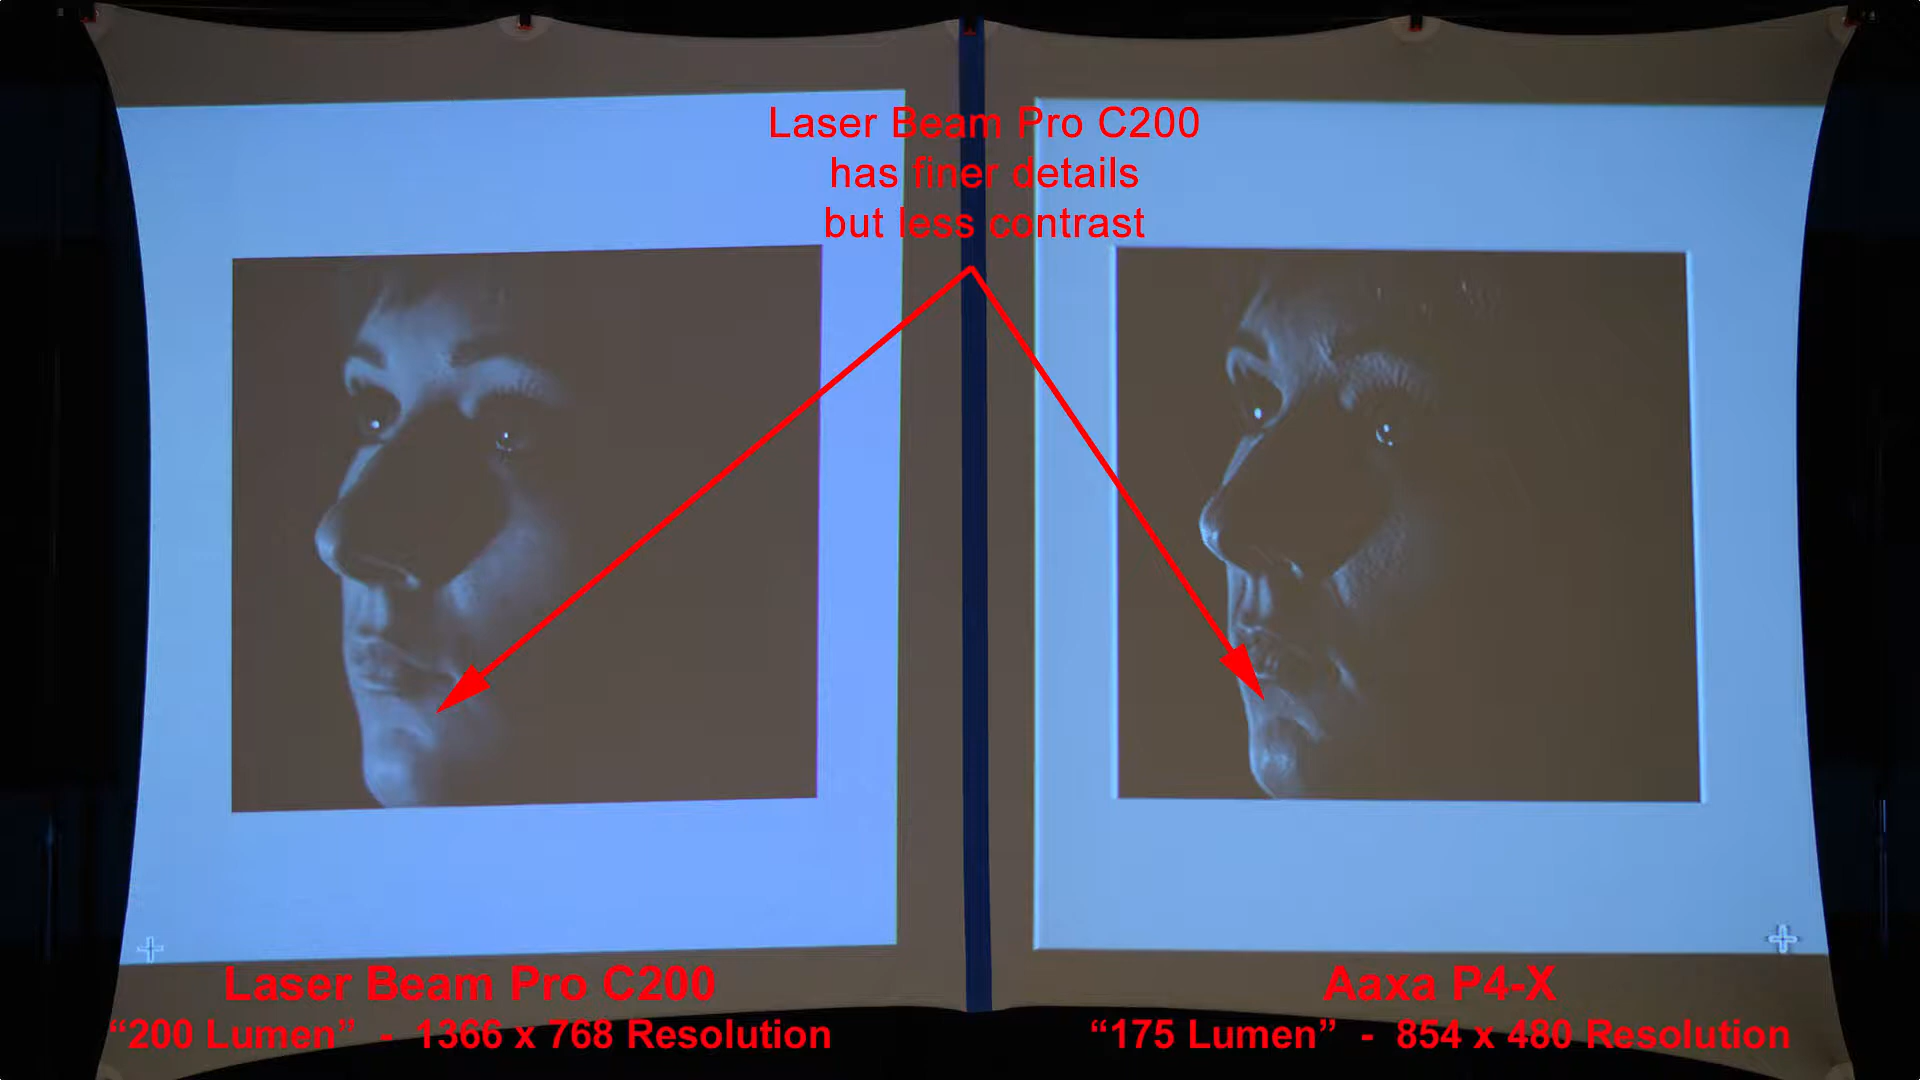 Laser Beam Pro C200
has finer details
but less contrast
Laser Beam Pro C200
“200 Lumen” - 1366 x 768 Resolution
Aaxa P4-X
“175 Lumen” - 854 x 480 Resolution